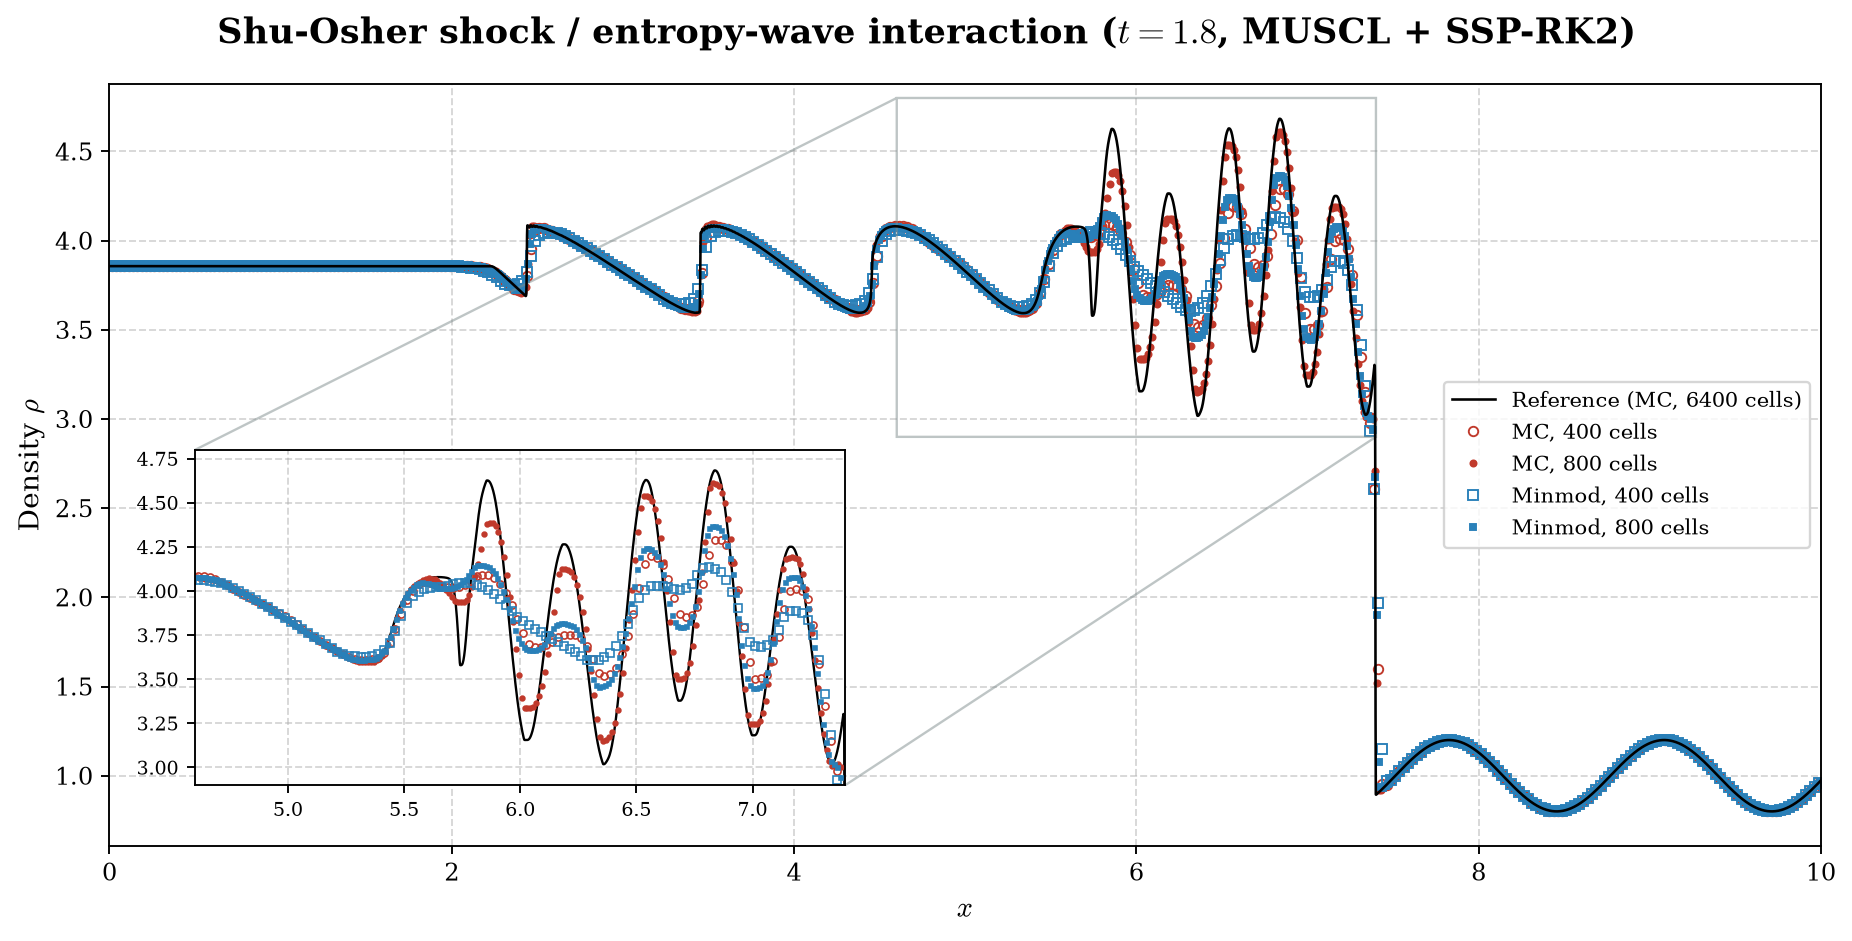 Shu-Osher shock / entropy-wave interaction (t = 1.8, MUSCL + SSP-RK2)
Density ρ
4.5
4.0
3.5
3.0
2.5
2.0
1.5
1.0
0 2 4 6 8 10
x
4.75
4.50
4.25
4.00
3.75
3.50
3.25
3.00
5.0 5.5 6.0 6.5 7.0
Reference (MC, 6400 cells)
MC, 400 cells
MC, 800 cells
Minmod, 400 cells
Minmod, 800 cells